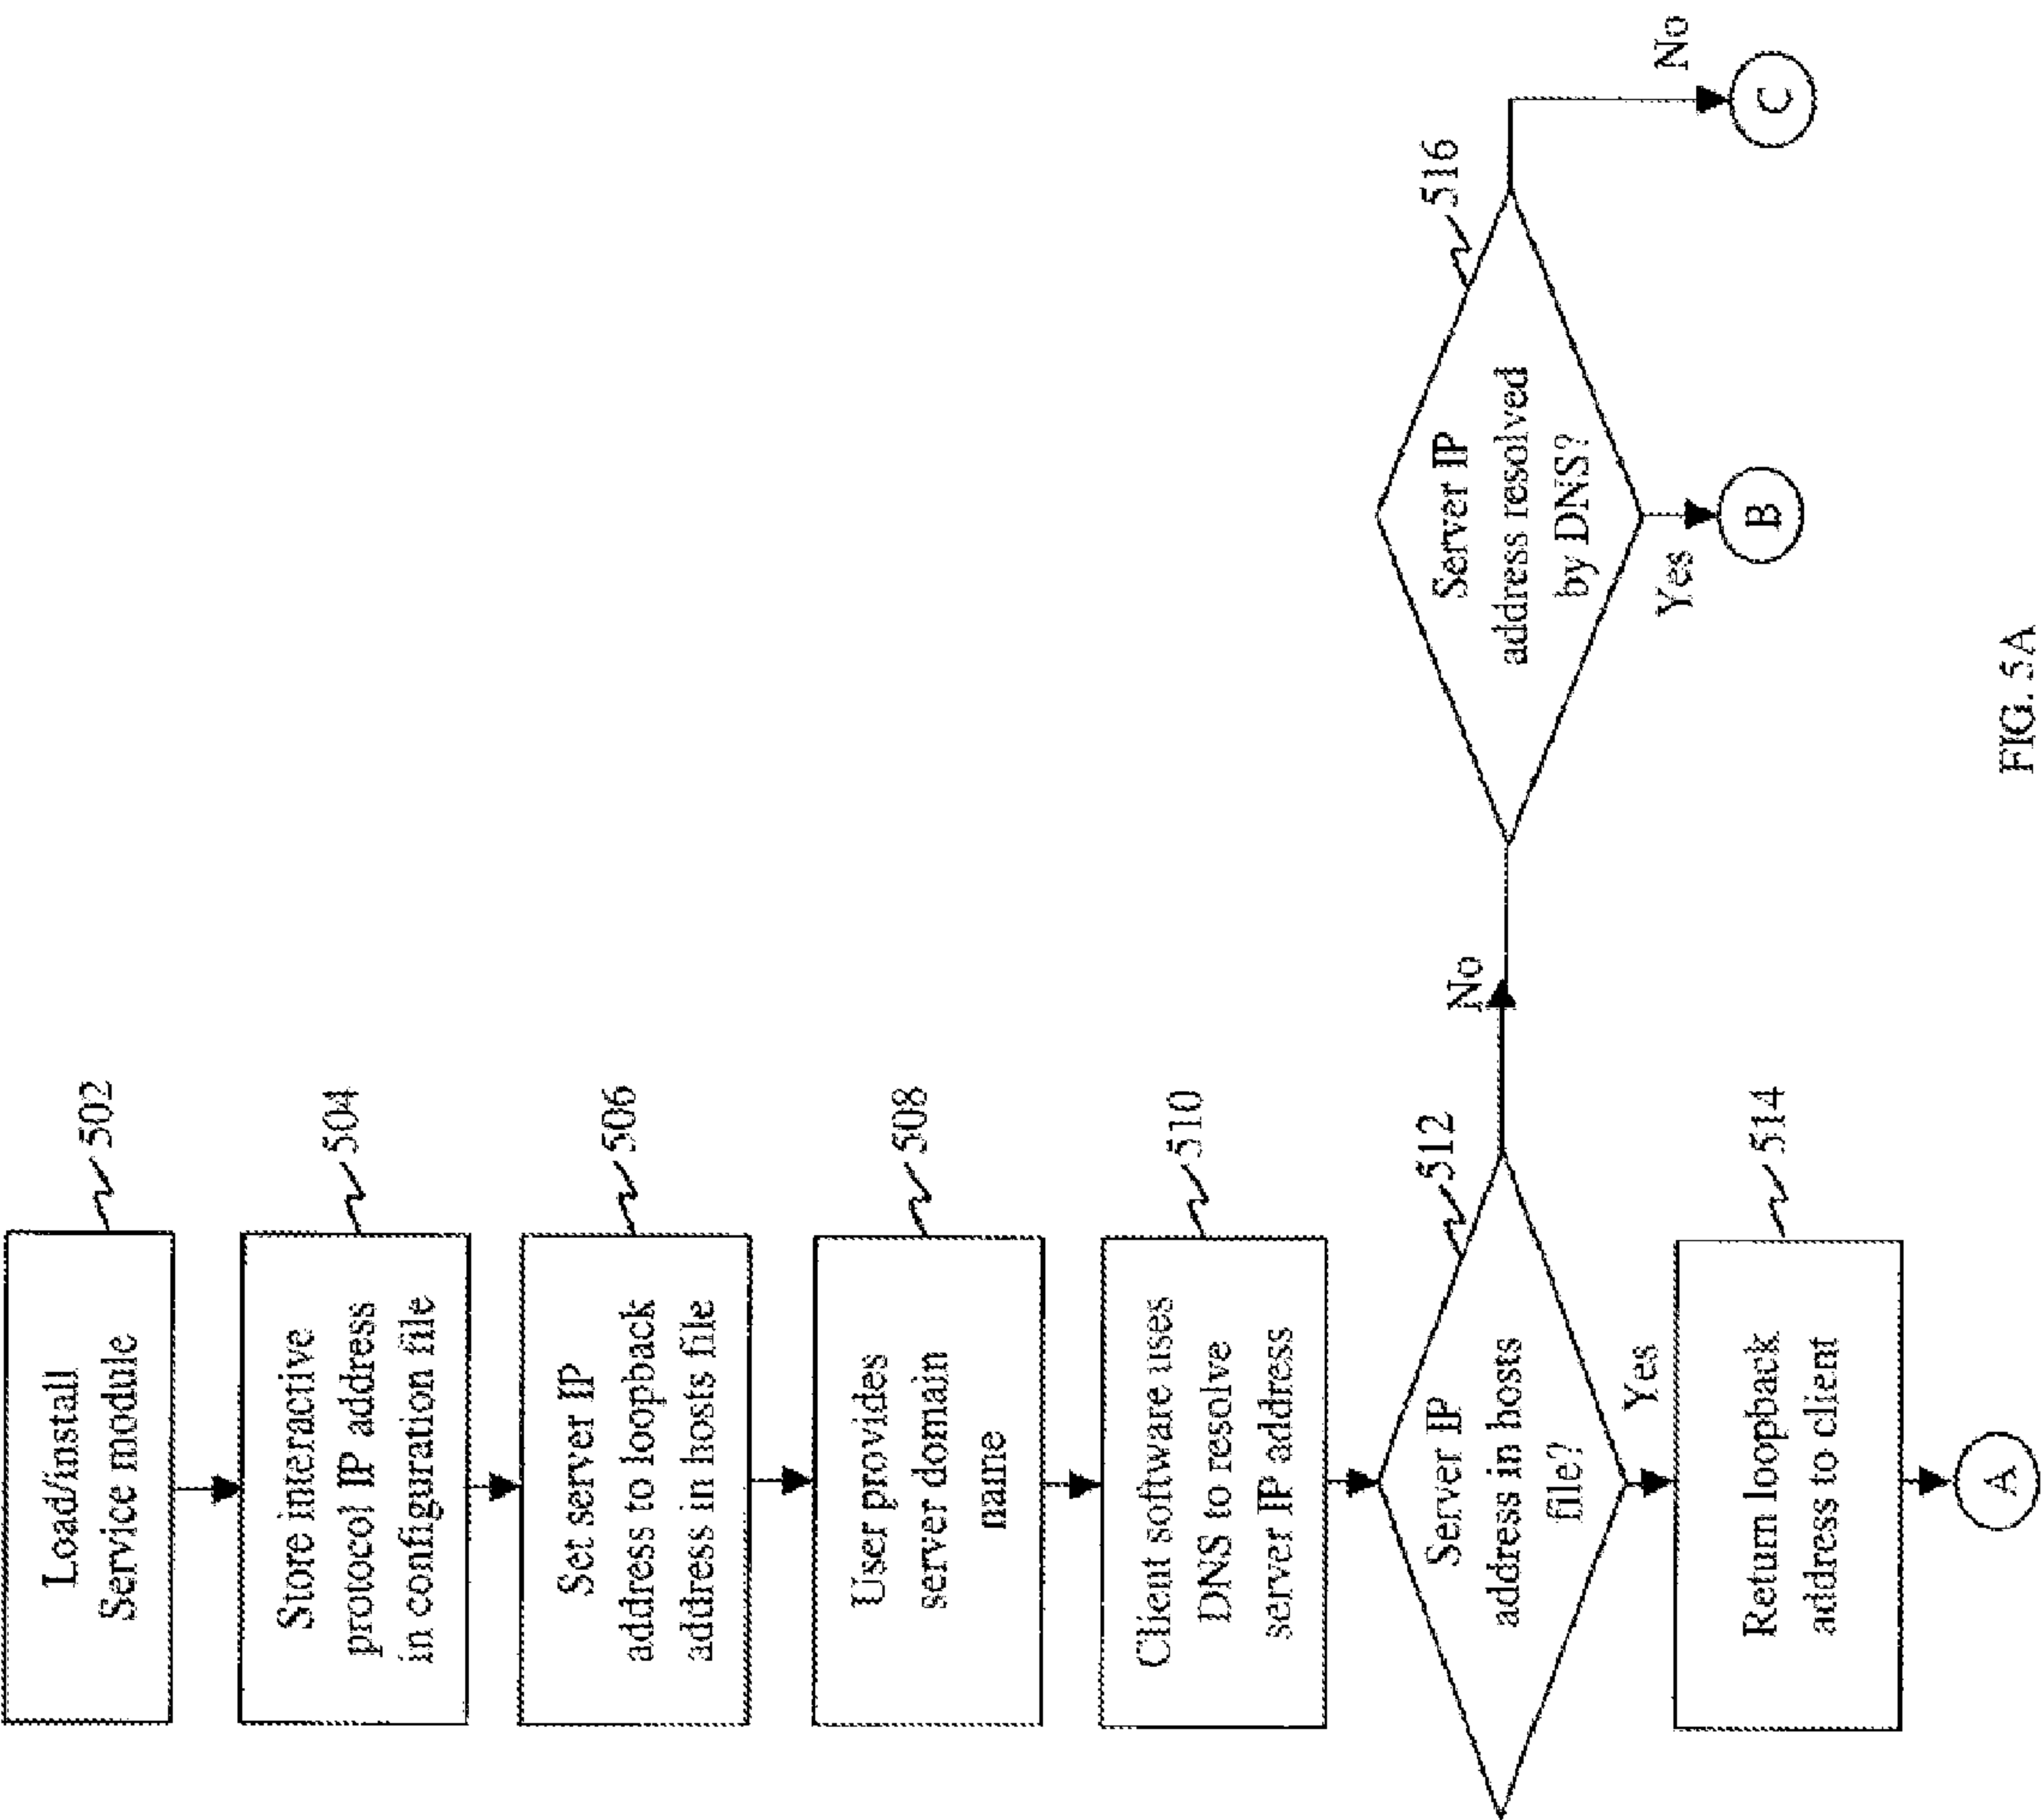 Load/install
Service module
502
Store interactive
protocol IP address
in configuration file
504
Set server IP
address to loopback
address in hosts file
506
User provides
server domain
name
508
Client software uses
DNS to resolve
server IP address
510
Server IP
address in hosts
file?
512
No
Yes
Return loopback
address to client
514
A
Server IP
address resolved
by DNS?
516
Yes
B
No
C
FIG. 5A